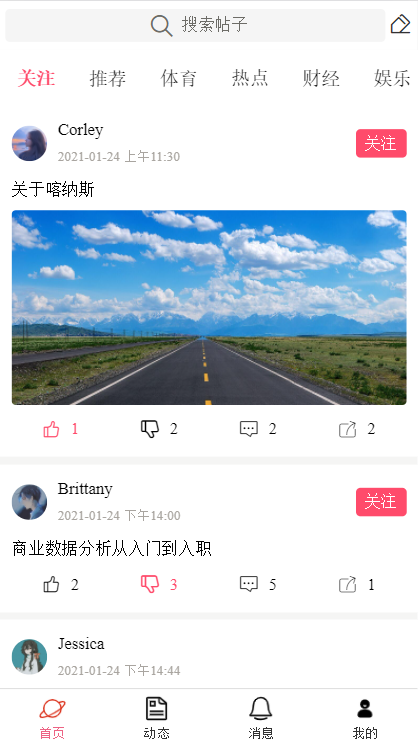 搜索帖子
关注 推荐 体育 热点 财经 娱乐
Corley
关注
2021-01-24 上午11:30
关于喀纳斯
1 2 2 2
Brittany
关注
2021-01-24 下午14:00
商业数据分析从入门到入职
2 3 5 1
Jessica
2021-01-24 下午14:44
首页 动态 消息 我的